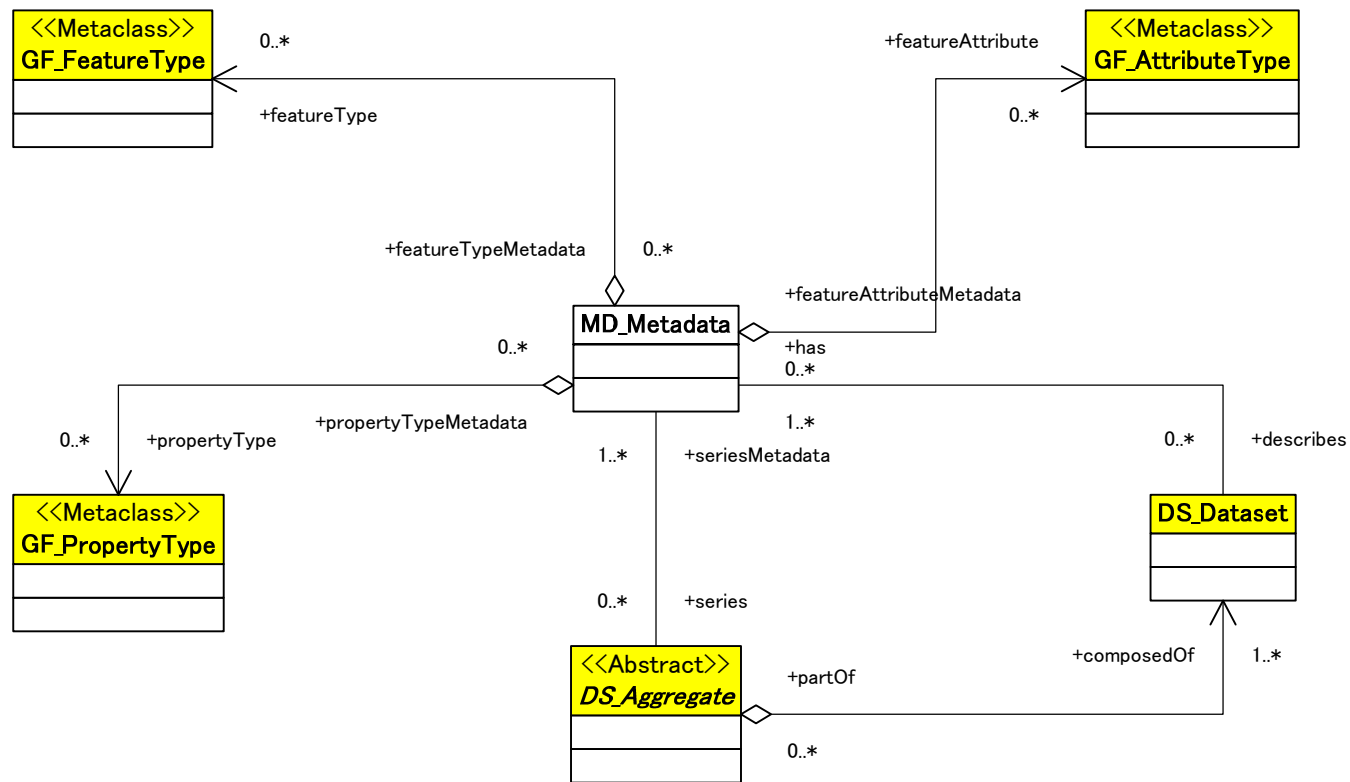 <<Metaclass>>
GF_FeatureType
0..*
+featureType
+featureAttribute
0..*
<<Metaclass>>
GF_AttributeType
+featureTypeMetadata
0..*
+featureAttributeMetadata
MD_Metadata
+has
0..*
0..*
+propertyTypeMetadata
1..*
0..*
+propertyType
1..*
+seriesMetadata
0..*
+describes
<<Metaclass>>
GF_PropertyType
DS_Dataset
0..*
+series
<<Abstract>>
DS_Aggregate
+partOf
0..*
+composedOf
1..*